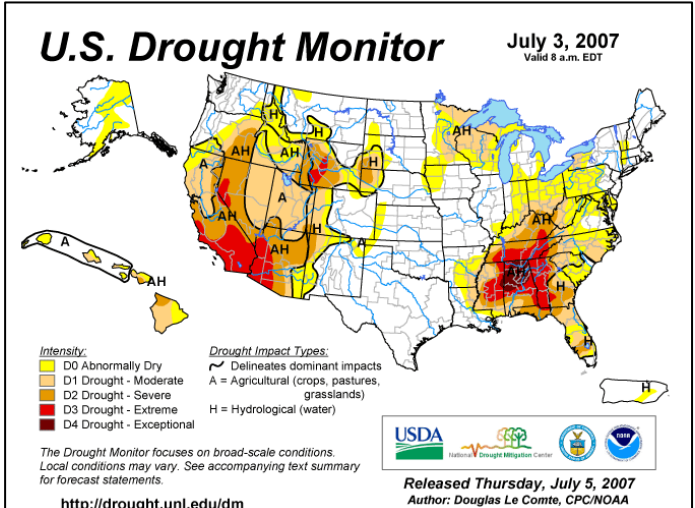 U.S. Drought Monitor
July 3, 2007
Valid 8 a.m. EDT
H
AH
H
A
AH
AH
H
A
AH
H
AH
A
AH
AH
AH
H
H
A
AH
H
Intensity:
D0 Abnormally Dry
D1 Drought - Moderate
D2 Drought - Severe
D3 Drought - Extreme
D4 Drought - Exceptional
Drought Impact Types:
Delineates dominant impacts
A = Agricultural (crops, pastures,
grasslands)
H = Hydrological (water)
The Drought Monitor focuses on broad-scale conditions.
Local conditions may vary. See accompanying text summary
for forecast statements.
http://drought.unl.edu/dm
USDA
National Drought Mitigation Center
NOAA
Released Thursday, July 5, 2007
Author: Douglas Le Comte, CPC/NOAA